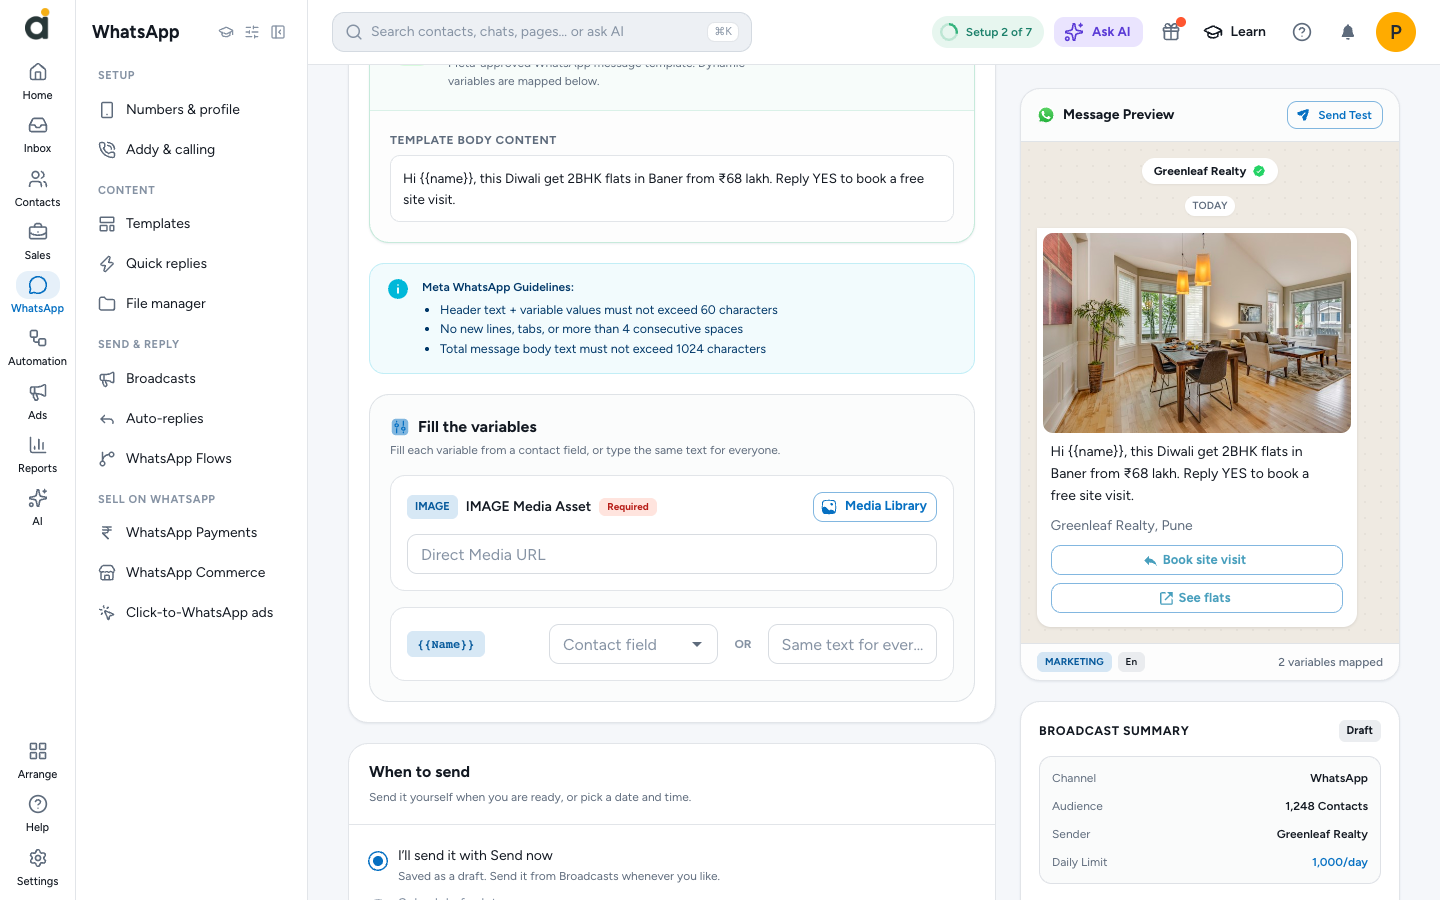 WhatsApp
Search contacts, chats, pages... or ask AI
⌘K
Setup 2 of 7
Ask AI
Learn
P
Home
Inbox
Contacts
Sales
WhatsApp
Automation
Ads
Reports
AI
Arrange
Help
Settings
SETUP
Numbers & profile
Addy & calling
CONTENT
Templates
Quick replies
File manager
SEND & REPLY
Broadcasts
Auto-replies
WhatsApp Flows
SELL ON WHATSAPP
WhatsApp Payments
WhatsApp Commerce
Click-to-WhatsApp ads
Meta-approved WhatsApp message template. Dynamic
variables are mapped below.
TEMPLATE BODY CONTENT
Hi {{name}}, this Diwali get 2BHK flats in Baner from ₹68 lakh. Reply YES to book a free
site visit.
Meta WhatsApp Guidelines:
• Header text + variable values must not exceed 60 characters
• No new lines, tabs, or more than 4 consecutive spaces
• Total message body text must not exceed 1024 characters
Fill the variables
Fill each variable from a contact field, or type the same text for everyone.
IMAGE IMAGE Media Asset Required
Media Library
Direct Media URL
{{Name}}
Contact field
OR
Same text for ever...
When to send
Send it yourself when you are ready, or pick a date and time.
I'll send it with Send now
Saved as a draft. Send it from Broadcasts whenever you like.
Message Preview
Send Test
Greenleaf Realty
TODAY
Hi {{name}}, this Diwali get 2BHK flats in
Baner from ₹68 lakh. Reply YES to book a
free site visit.
Greenleaf Realty, Pune
Book site visit
See flats
MARKETING En 2 variables mapped
BROADCAST SUMMARY
Draft
Channel WhatsApp
Audience 1,248 Contacts
Sender Greenleaf Realty
Daily Limit 1,000/day